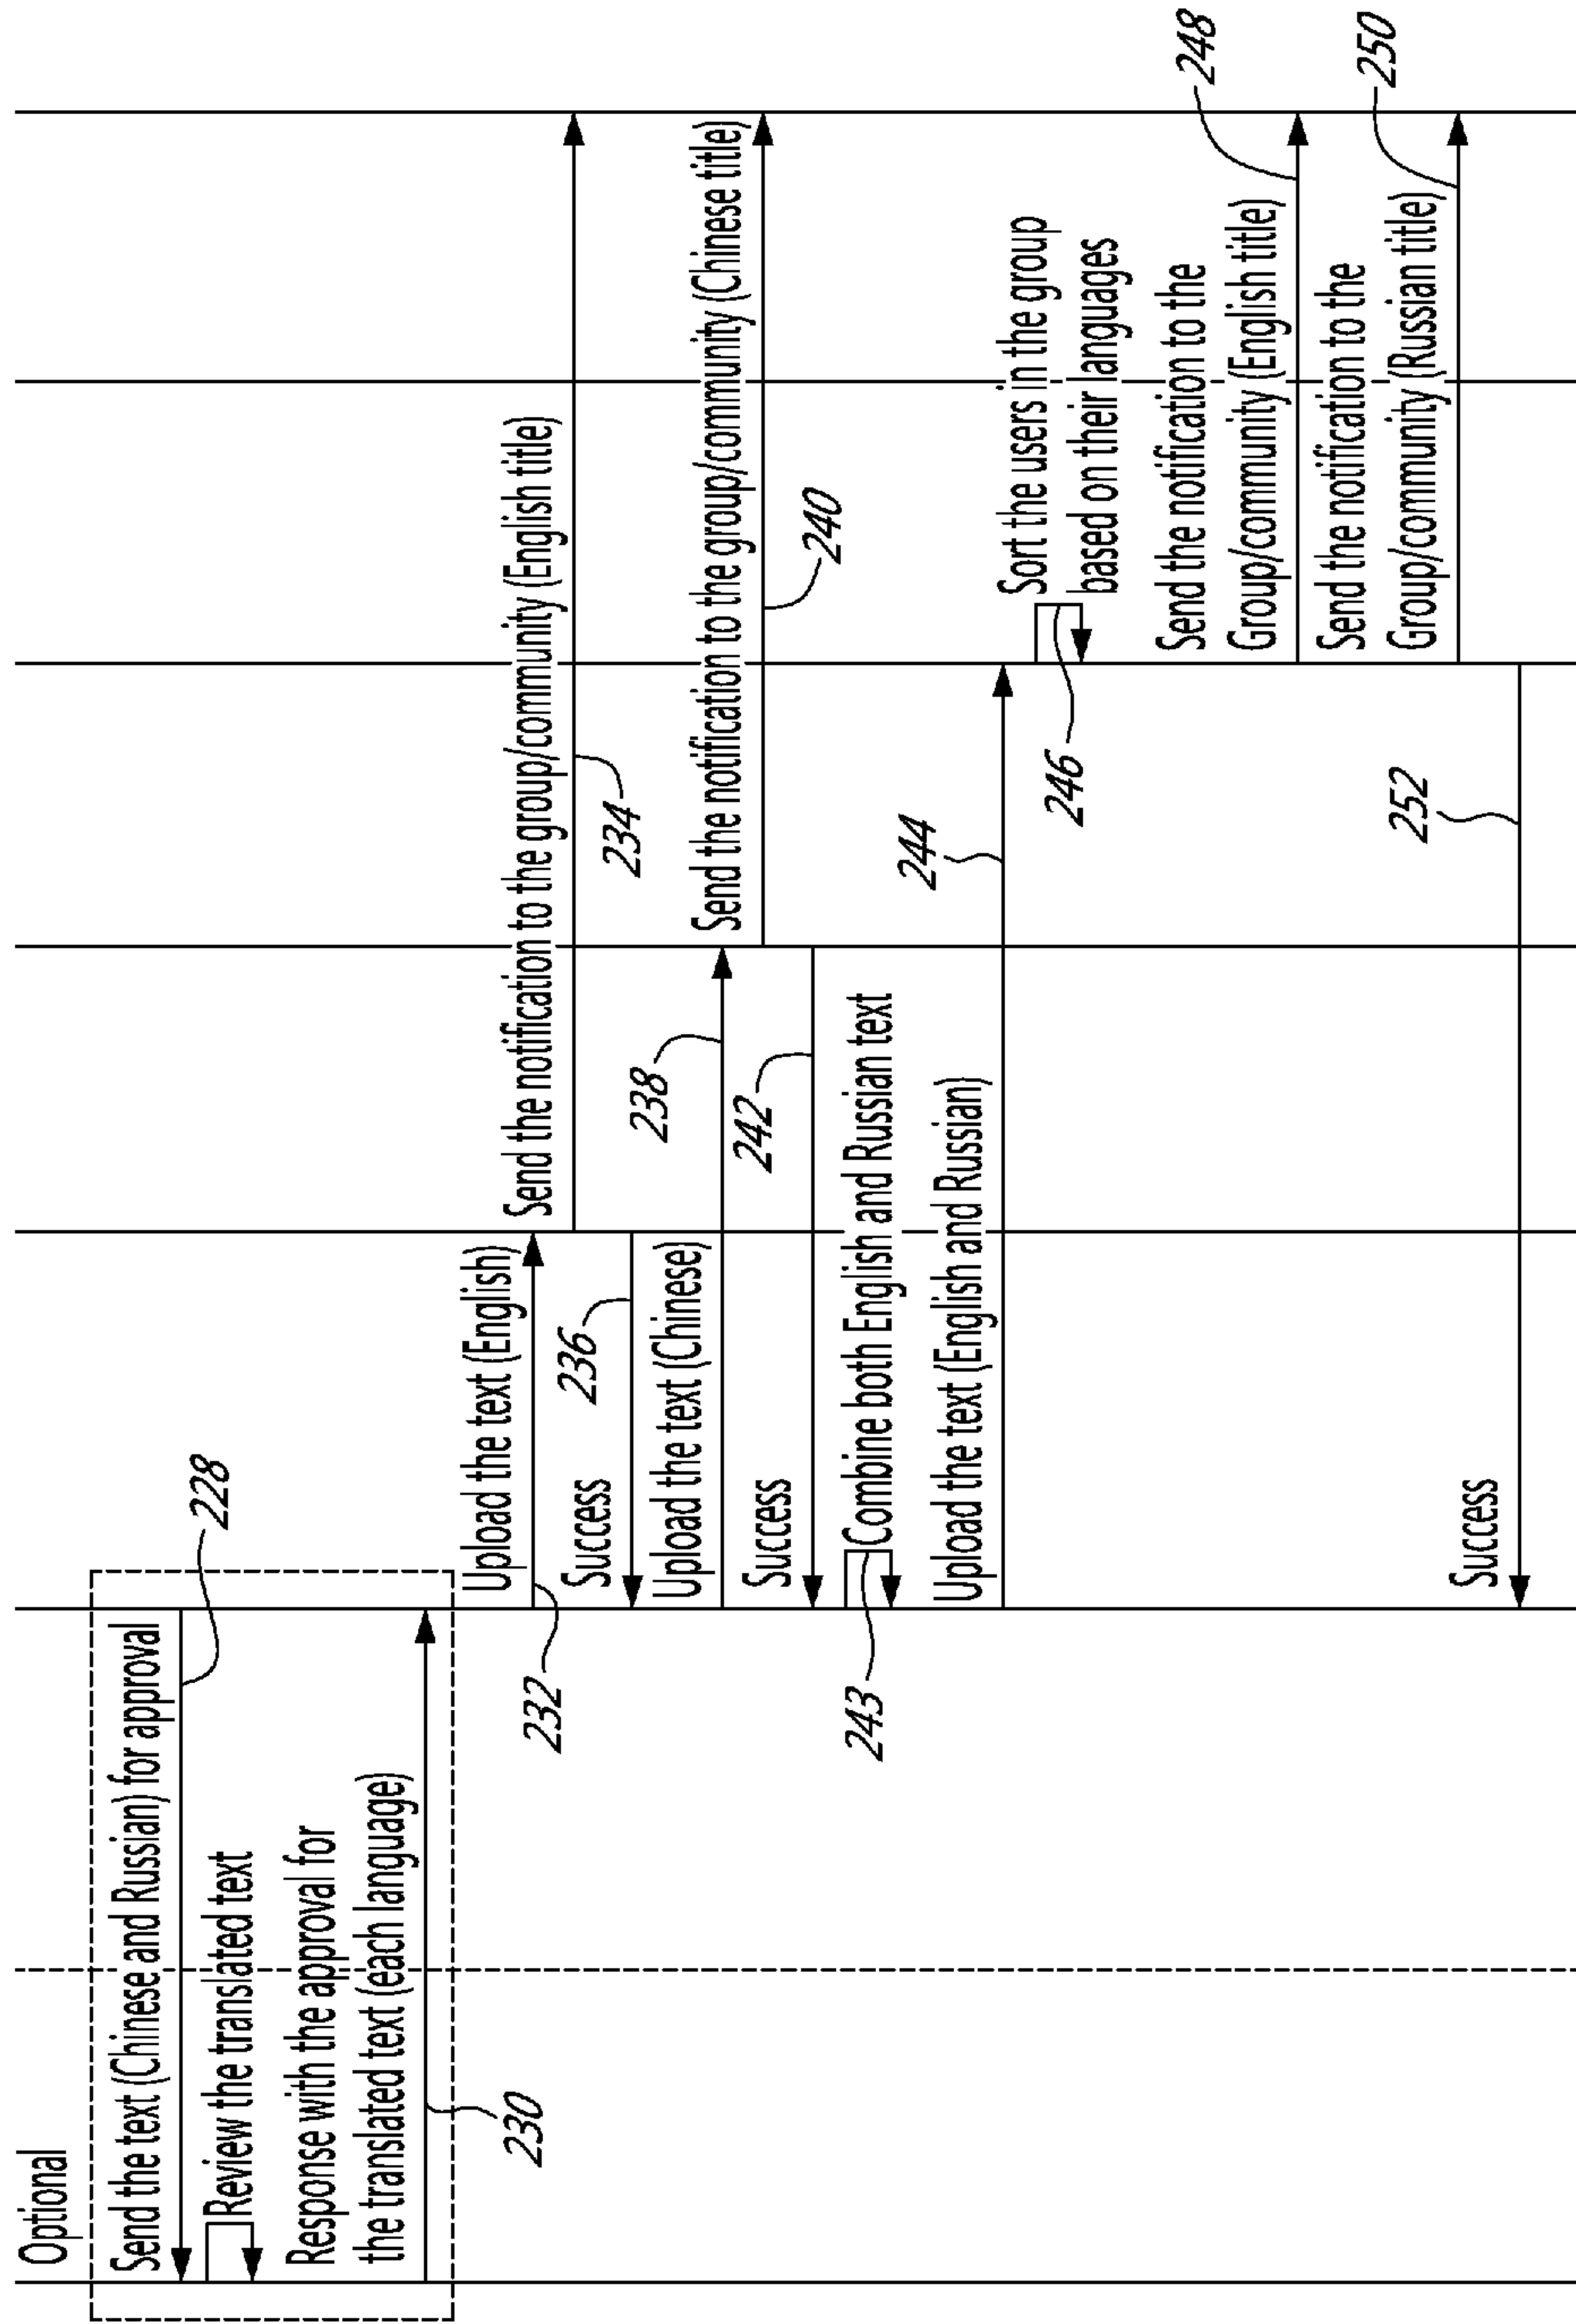 Optional
Send the text (Chinese and Russian) for approval
228
Review the translated text
Response with the approval for
the translated text (each language)
230
Upload the text (English)
232
Send the notification to the group/community (English title)
234
Success
236
Upload the text (Chinese)
238
Send the notification to the group/community (Chinese title)
240
Success
242
Combine both English and Russian text
243
Upload the text (English and Russian)
244
Sort the users in the group
based on their languages
246
Send the notification to the
Group/community (English title)
248
Send the notification to the
Group/community (Russian title)
250
Success
252